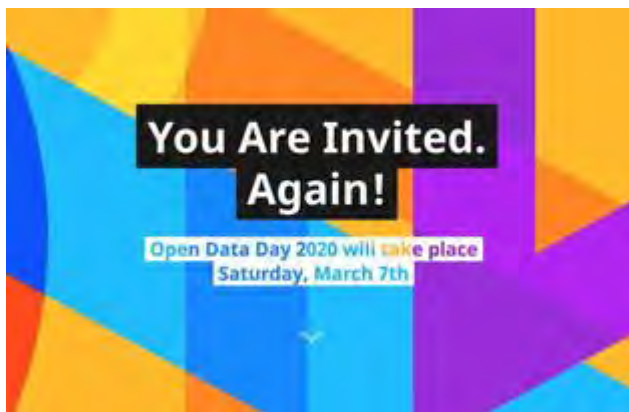 You Are Invited.
Again!
Open Data Day 2020 will take place
Saturday, March 7th